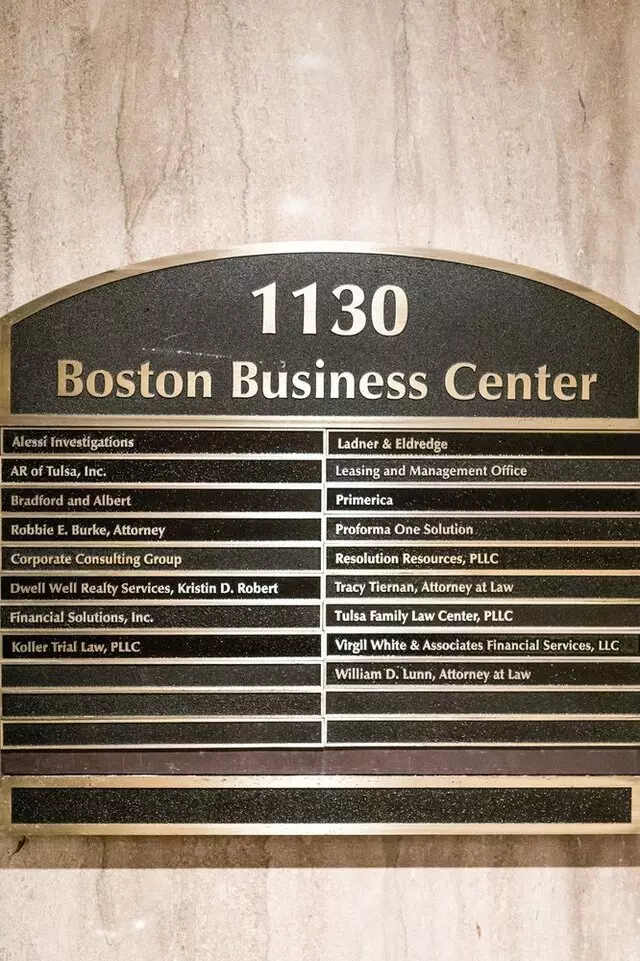 1130
Boston Business Center
Alessi Investigations
AR of Tulsa, Inc.
Bradford and Albert
Robbie E. Burke, Attorney
Corporate Consulting Group
Dwell Well Realty Services, Kristin D. Robert
Financial Solutions, Inc.
Koller Trial Law, PLLC
Ladner & Eldredge
Leasing and Management Office
Primerica
Proforma One Solution
Resolution Resources, PLLC
Tracy Tiernan, Attorney at Law
Tulsa Family Law Center, PLLC
Virgil White & Associates Financial Services, LLC
William D. Lunn, Attorney at Law